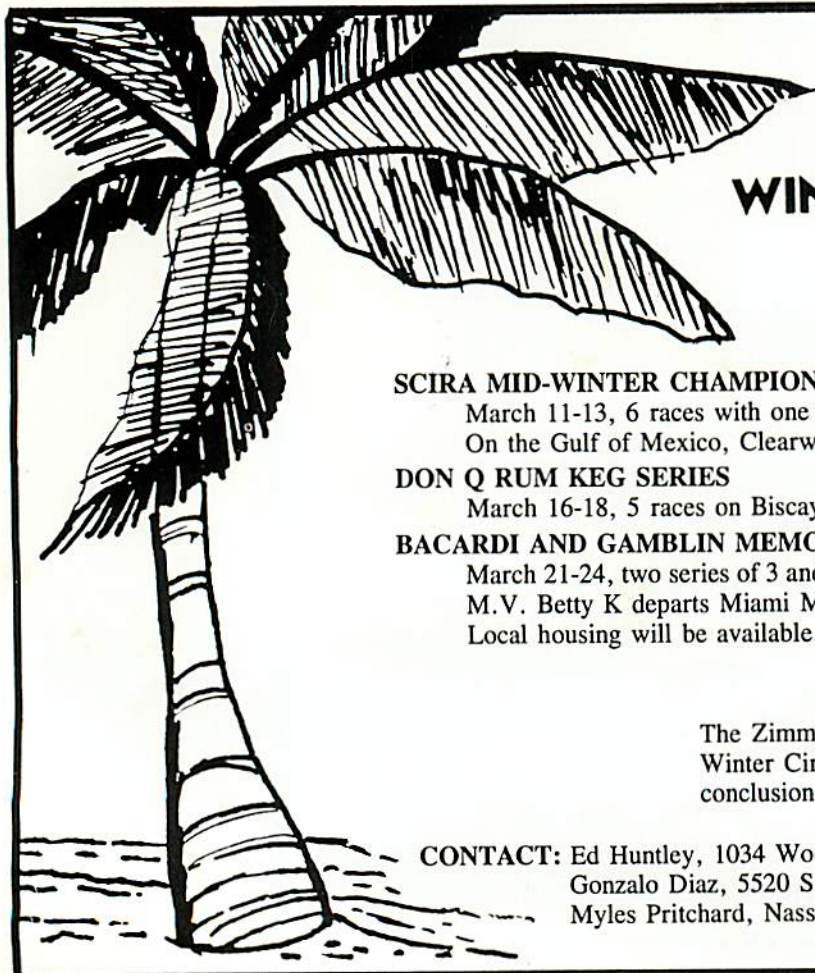 WIN
SCIRA MID-WINTER CHAMPION
March 11-13, 6 races with one
On the Gulf of Mexico, Clearw
DON Q RUM KEG SERIES
March 16-18, 5 races on Biscay
BACARDI AND GAMBLIN MEMO
March 21-24, two series of 3 and
M.V. Betty K departs Miami M
Local housing will be available
The Zimm
Winter Cir
conclusion
CONTACT: Ed Huntley, 1034 Wo
Gonzalo Diaz, 5520 S
Myles Pritchard, Nass